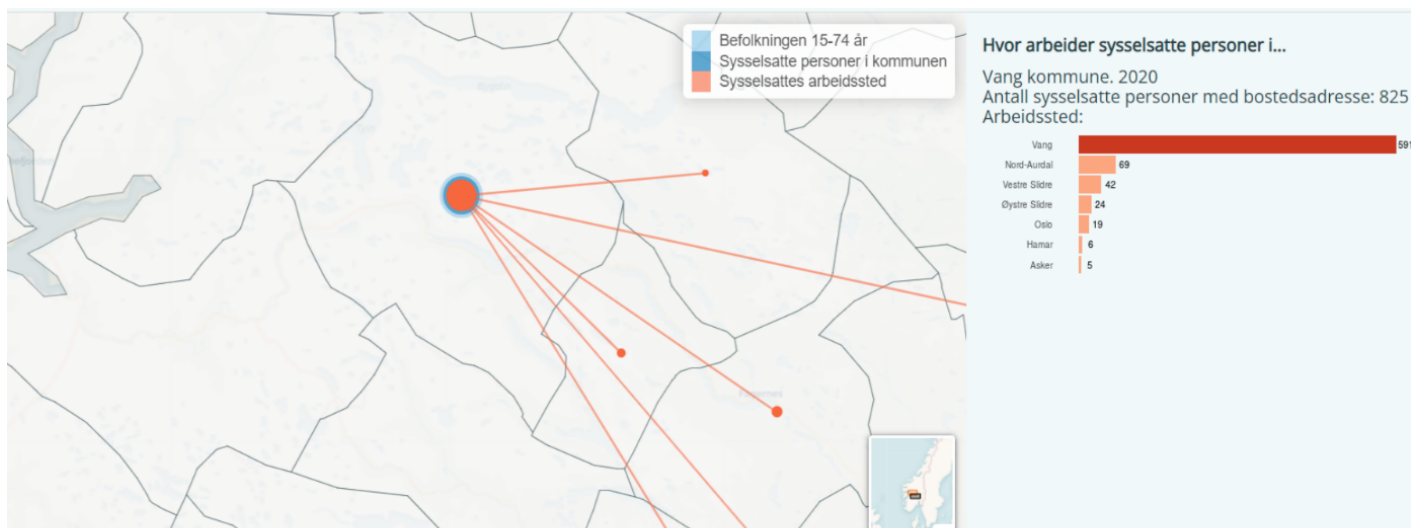 Befolkningen 15-74 år
Sysselsatte personer i kommunen
Sysselsattes arbeidssted
Hvor arbeider sysselsatte personer i...
Vang kommune. 2020
Antall sysselsatte personer med bostedsadresse: 825
Arbeidssted:
Vang 591
Nord-Aurdal 69
Vestre Slidre 42
Øystre Slidre 24
Oslo 19
Hamar 6
Asker 5